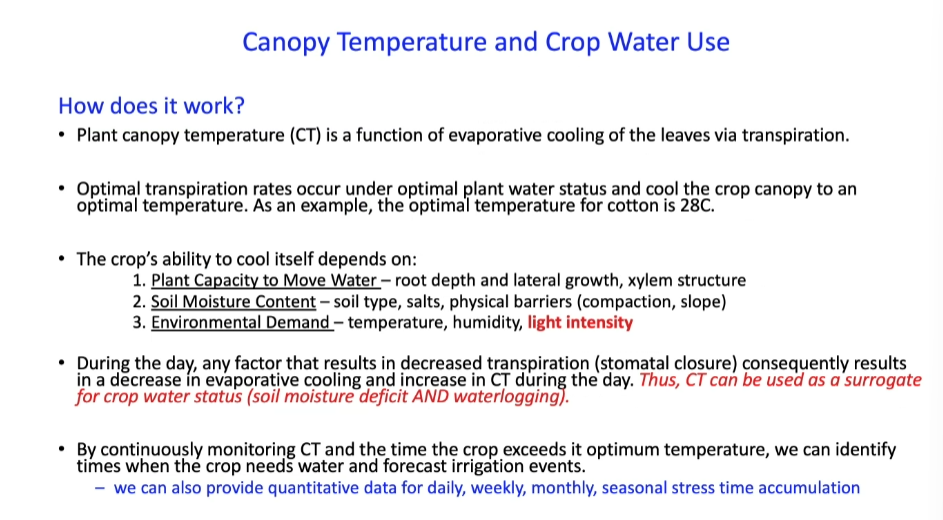 Canopy Temperature and Crop Water Use
How does it work?
• Plant canopy temperature (CT) is a function of evaporative cooling of the leaves via transpiration.
• Optimal transpiration rates occur under optimal plant water status and cool the crop canopy to an
optimal temperature. As an example, the optimal temperature for cotton is 28C.
• The crop's ability to cool itself depends on:
1. Plant Capacity to Move Water – root depth and lateral growth, xylem structure
2. Soil Moisture Content – soil type, salts, physical barriers (compaction, slope)
3. Environmental Demand – temperature, humidity, light intensity
• During the day, any factor that results in decreased transpiration (stomatal closure) consequently results
in a decrease in evaporative cooling and increase in CT during the day. Thus, CT can be used as a surrogate
for crop water status (soil moisture deficit AND waterlogging).
• By continuously monitoring CT and the time the crop exceeds it optimum temperature, we can identify
times when the crop needs water and forecast irrigation events.
– we can also provide quantitative data for daily, weekly, monthly, seasonal stress time accumulation